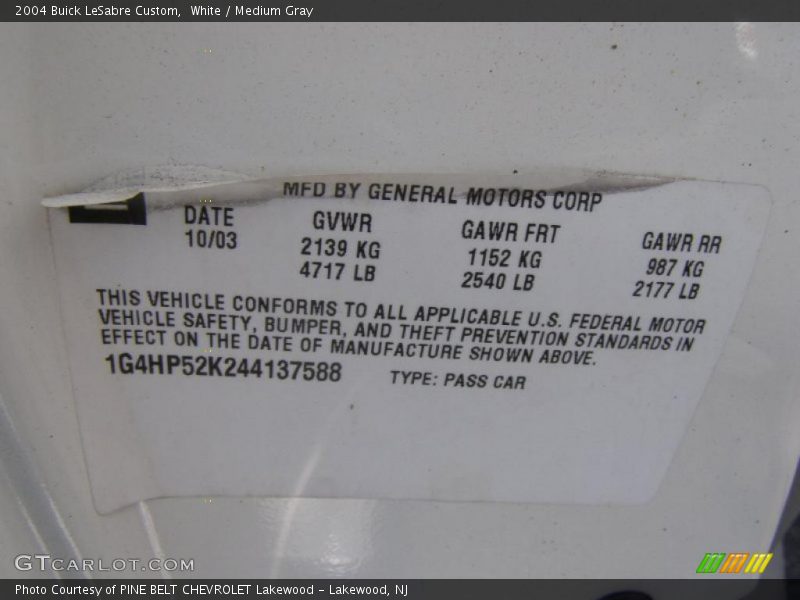 2004 Buick LeSabre Custom, White / Medium Gray
MFD BY GENERAL MOTORS CORP
DATE GVWR GAWR FRT GAWR RR
10/03 2139 KG 1152 KG 987 KG
4717 LB 2540 LB 2177 LB
THIS VEHICLE CONFORMS TO ALL APPLICABLE U.S. FEDERAL MOTOR
VEHICLE SAFETY, BUMPER, AND THEFT PREVENTION STANDARDS IN
EFFECT ON THE DATE OF MANUFACTURE SHOWN ABOVE.
1G4HP52K244137588 TYPE: PASS CAR
GTCARLOT.COM
Photo Courtesy of PINE BELT CHEVROLET Lakewood - Lakewood, NJ